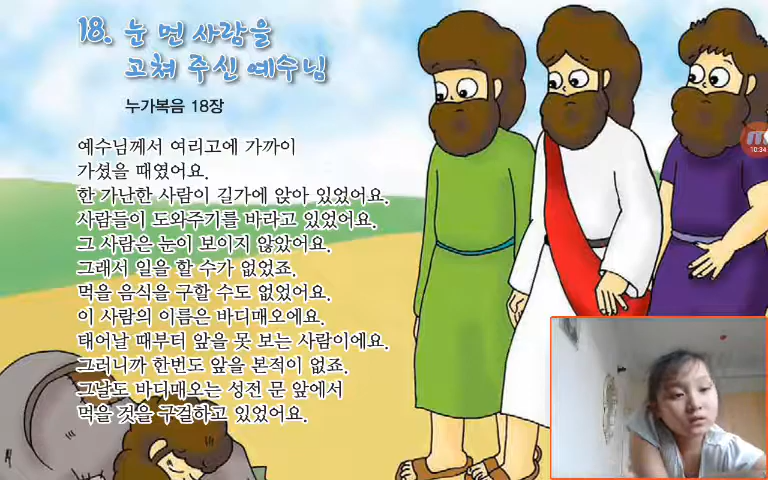 18. 눈 먼 사람을
고쳐 주신 예수님
누가복음 18장
예수님께서 여리고에 가까이
가셨을 때였어요.
한 가난한 사람이 길가에 앉아 있었어요.
사람들이 도와주기를 바라고 있었어요.
그 사람은 눈이 보이지 않았어요.
그래서 일을 할 수가 없었죠.
먹을 음식을 구할 수도 없었어요.
이 사람의 이름은 바디매오에요.
태어날 때부터 앞을 못 보는 사람이에요.
그러니까 한번도 앞을 본적이 없죠.
그날도 바디매오는 성전 문 앞에서
먹을 것을 구걸하고 있었어요.
10:34